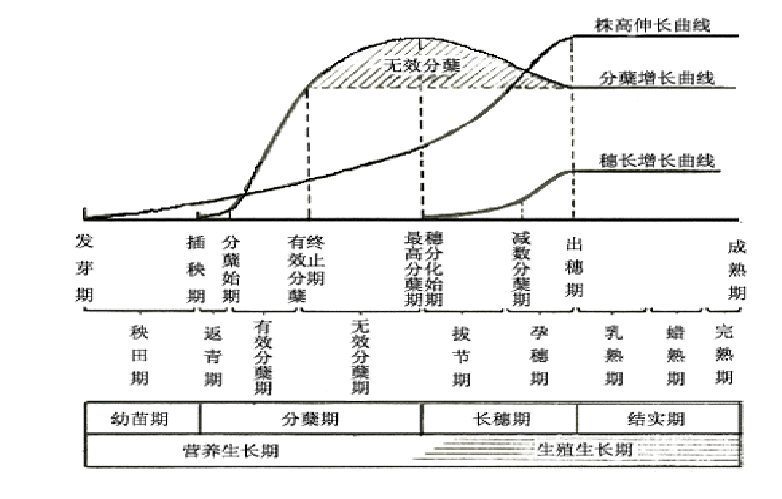 株高伸长曲线
无效分蘖
分蘖增长曲线
穗长增长曲线
发芽期
插秧期
分蘖始期
有效分蘖终止期
最高分蘖期
穗分化始期
减数分蘖期
出穗期
成熟期
秧田期
返青期
有效分蘖期
无效分蘖期
拔节期
孕穗期
乳熟期
蜡熟期
完熟期
幼苗期
分蘖期
长穗期
结实期
营养生长期
生殖生长期